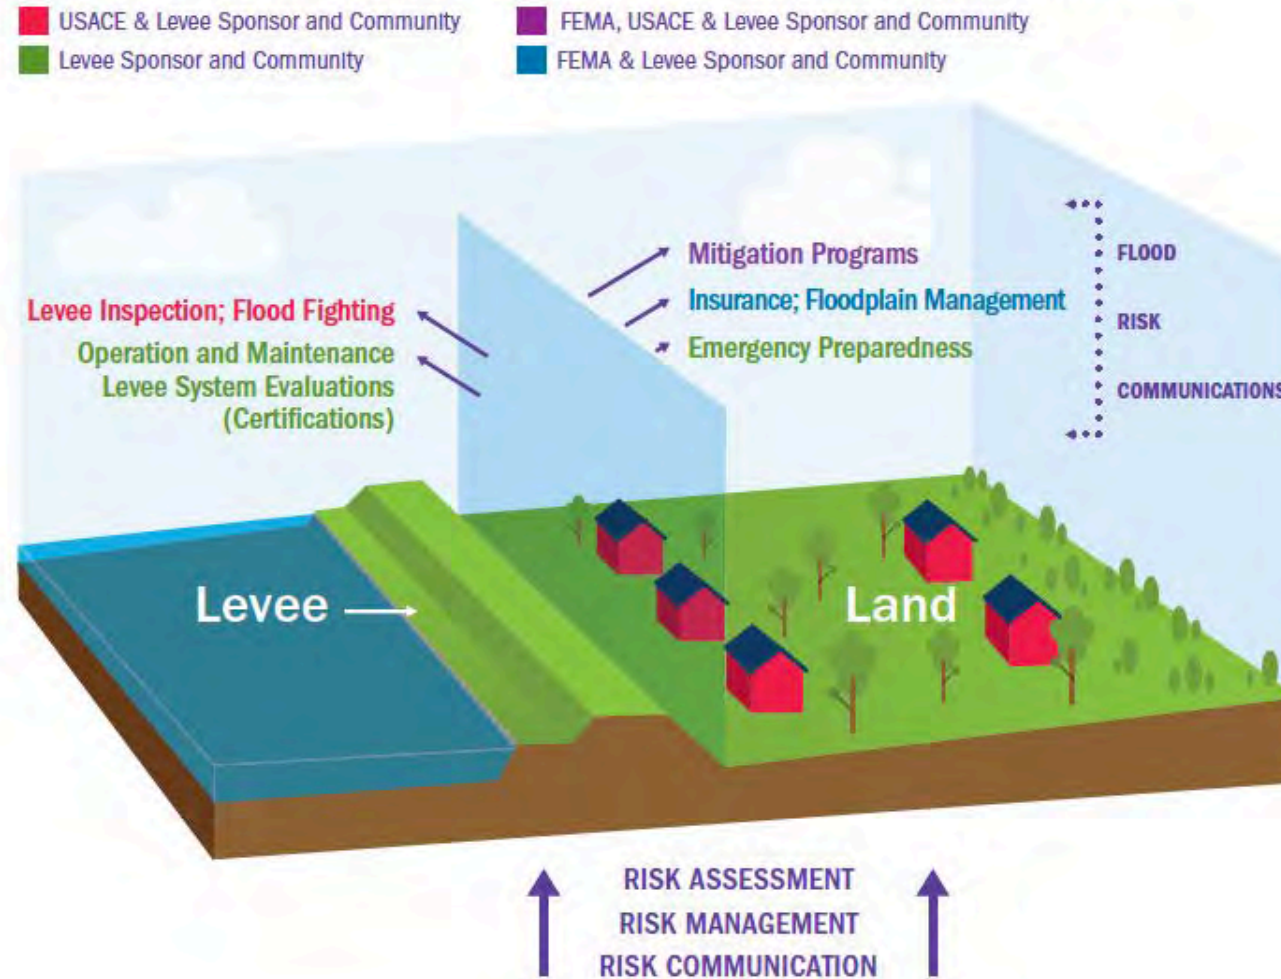 USACE & Levee Sponsor and Community
FEMA, USACE & Levee Sponsor and Community
Levee Sponsor and Community
FEMA & Levee Sponsor and Community
Mitigation Programs
Insurance; Floodplain Management
Emergency Preparedness
Levee Inspection; Flood Fighting
Operation and Maintenance
Levee System Evaluations
(Certifications)
FLOOD
RISK
COMMUNICATIONS
Levee
Land
RISK ASSESSMENT
RISK MANAGEMENT
RISK COMMUNICATION